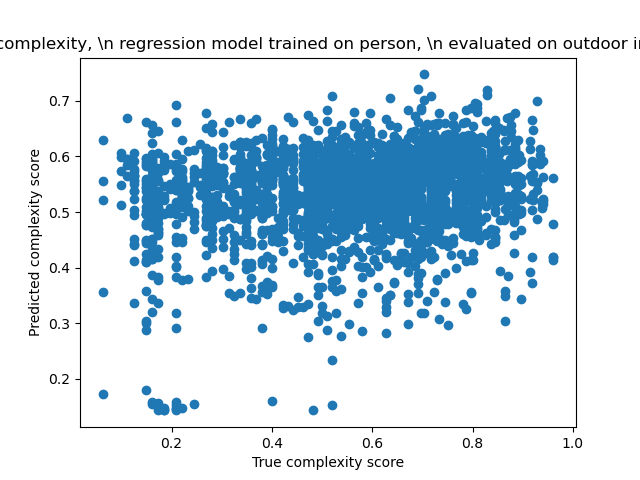 complexity, \n regression model trained on person, \n evaluated on outdoor
Predicted complexity score
0.7
0.6
0.5
0.4
0.3
0.2
0.2 0.4 0.6 0.8 1.0
True complexity score